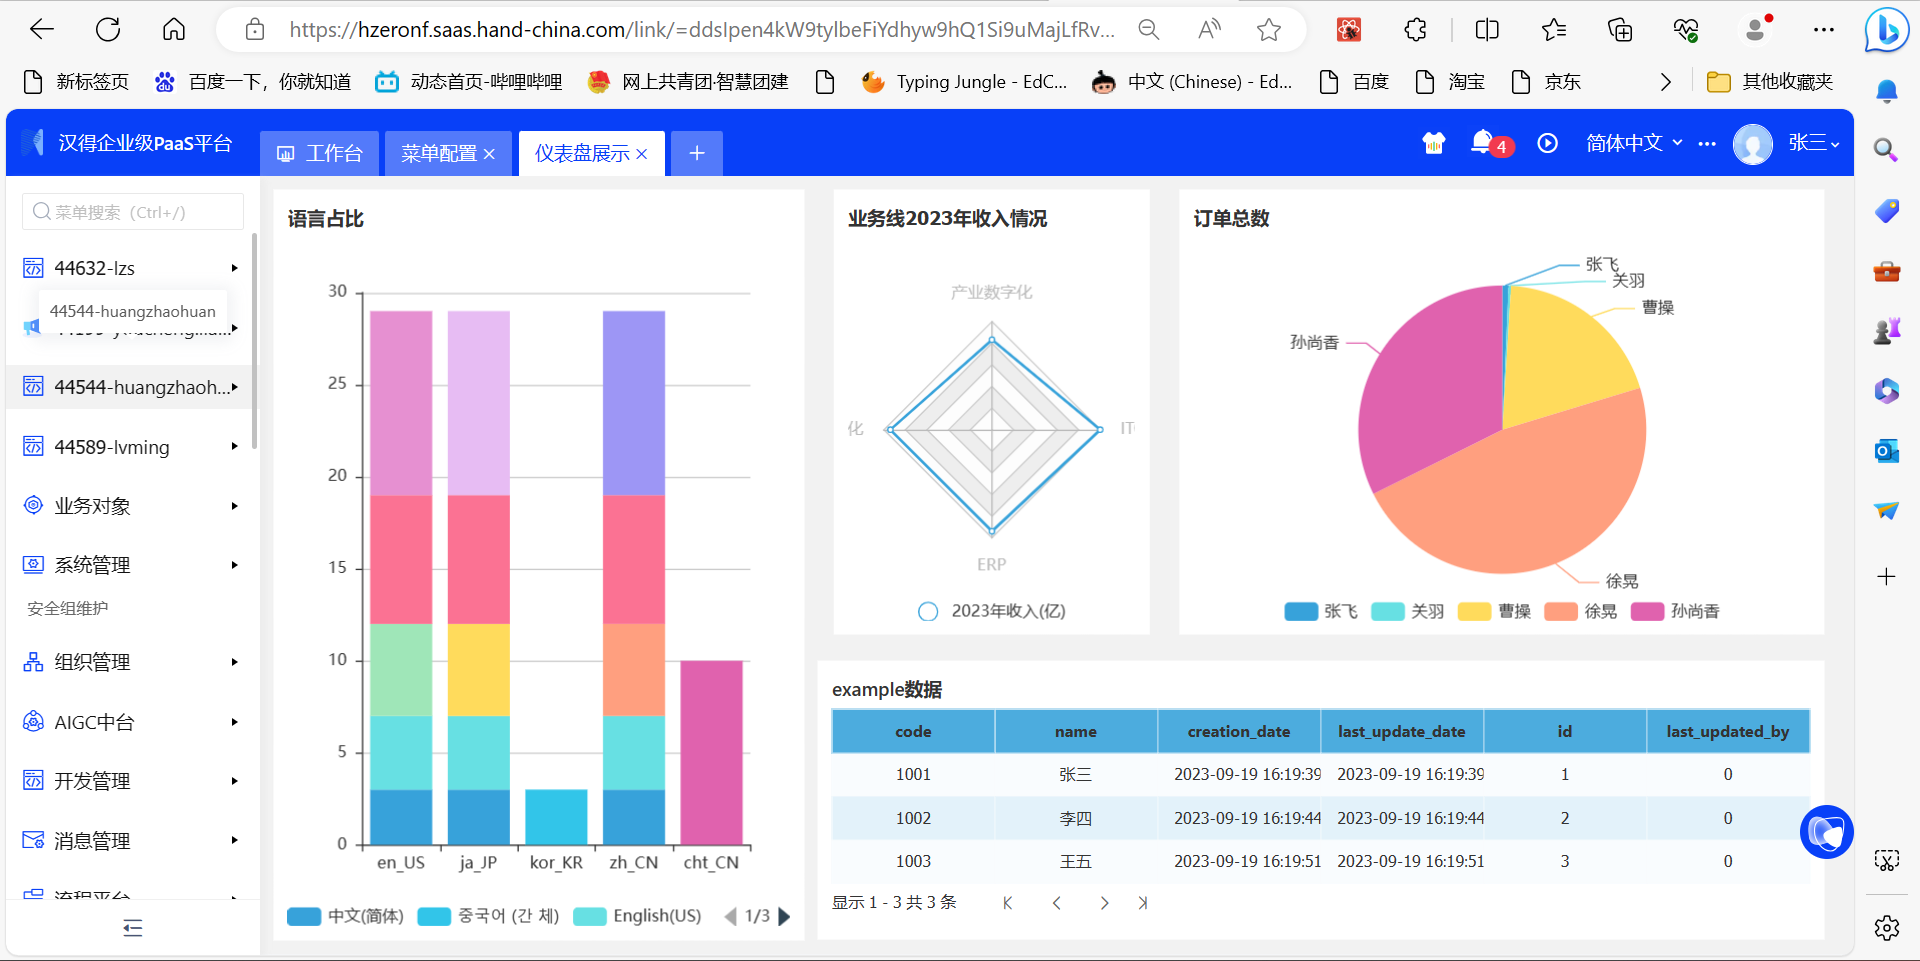 https://hzeronf.saas.hand-china.com/link/=ddsIpen4kW9tylbeFiYdhyw9hQ1Si9uMajLfRv...
新标签页
百度一下，你就知道
动态首页-哔哩哔哩
网上共青团·智慧团建
Typing Jungle - EdC...
中文 (Chinese) - Ed...
百度
淘宝
京东
其他收藏夹
汉得企业级PaaS平台
工作台
菜单配置
仪表盘展示
4
简体中文
张三
菜单搜索（Ctrl+/）
44632-lzs
44544-huangzhaohuan
44544-huangzhaoh...
44589-lvming
业务对象
系统管理
安全组维护
组织管理
AIGC中台
开发管理
消息管理
流程平台
语言占比
30
25
20
15
10
5
0
en_US ja_JP kor_KR zh_CN cht_CN
中文(简体) 중국어 (간 체) English(US) 1/3
业务线2023年收入情况
产业数字化
化
ERP
2023年收入(亿)
订单总数
张飞
关羽
曹操
孙尚香
徐晃
张飞 关羽 曹操 徐晃 孙尚香
example数据
code name creation_date last_update_date id last_updated_by
1001 张三 2023-09-19 16:19:39 2023-09-19 16:19:39 1 0
1002 李四 2023-09-19 16:19:44 2023-09-19 16:19:44 2 0
1003 王五 2023-09-19 16:19:51 2023-09-19 16:19:51 3 0
显示 1 - 3 共 3 条